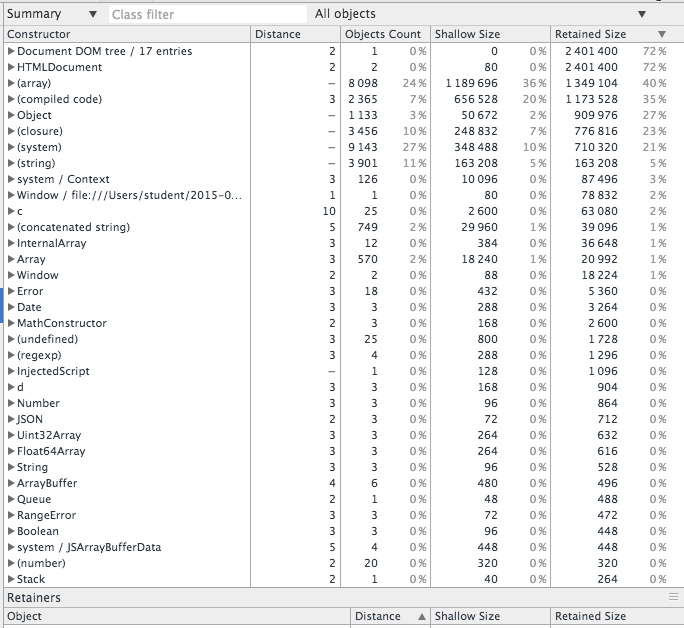 Summary ▼ Class filter All objects ▼
Constructor Distance Objects Count Shallow Size Retained Size ▼
▶Document DOM tree / 17 entries 2 1 0% 0 0% 2 401 400 72%
▶HTMLDocument 2 2 0% 80 0% 2 401 400 72%
▶(array) – 8 098 24% 1 189 696 36% 1 349 104 40%
▶(compiled code) 3 2 365 7% 656 528 20% 1 173 528 35%
▶Object – 1 133 3% 50 672 2% 909 976 27%
▶(closure) – 3 456 10% 248 832 7% 776 816 23%
▶(system) – 9 143 27% 348 488 10% 710 320 21%
▶(string) – 3 901 11% 163 208 5% 163 208 5%
▶system / Context 3 126 0% 10 096 0% 87 496 3%
▶Window / file:///Users/student/2015-0... 1 1 0% 80 0% 78 832 2%
▶c 10 25 0% 2 600 0% 63 080 2%
▶(concatenated string) 5 749 2% 29 960 1% 39 096 1%
▶InternalArray 3 12 0% 384 0% 36 648 1%
▶Array 3 570 2% 18 240 1% 20 992 1%
▶Window 2 2 0% 88 0% 18 224 1%
▶Error 3 18 0% 432 0% 5 360 0%
▶Date 3 3 0% 288 0% 3 264 0%
▶MathConstructor 2 3 0% 168 0% 2 600 0%
▶(undefined) 3 25 0% 800 0% 1 728 0%
▶(regexp) 3 4 0% 288 0% 1 296 0%
▶InjectedScript – 1 0% 128 0% 1 096 0%
▶d 3 3 0% 168 0% 904 0%
▶Number 3 3 0% 96 0% 864 0%
▶JSON 2 3 0% 72 0% 712 0%
▶Uint32Array 3 3 0% 264 0% 632 0%
▶Float64Array 3 3 0% 264 0% 616 0%
▶String 3 3 0% 96 0% 528 0%
▶ArrayBuffer 4 6 0% 480 0% 496 0%
▶Queue 2 1 0% 48 0% 488 0%
▶RangeError 3 3 0% 72 0% 472 0%
▶Boolean 3 3 0% 96 0% 448 0%
▶system / JSArrayBufferData 5 4 0% 448 0% 448 0%
▶(number) 2 20 0% 320 0% 320 0%
▶Stack 2 1 0% 40 0% 264 0%
Retainers
Object Distance ▲ Shallow Size Retained Size